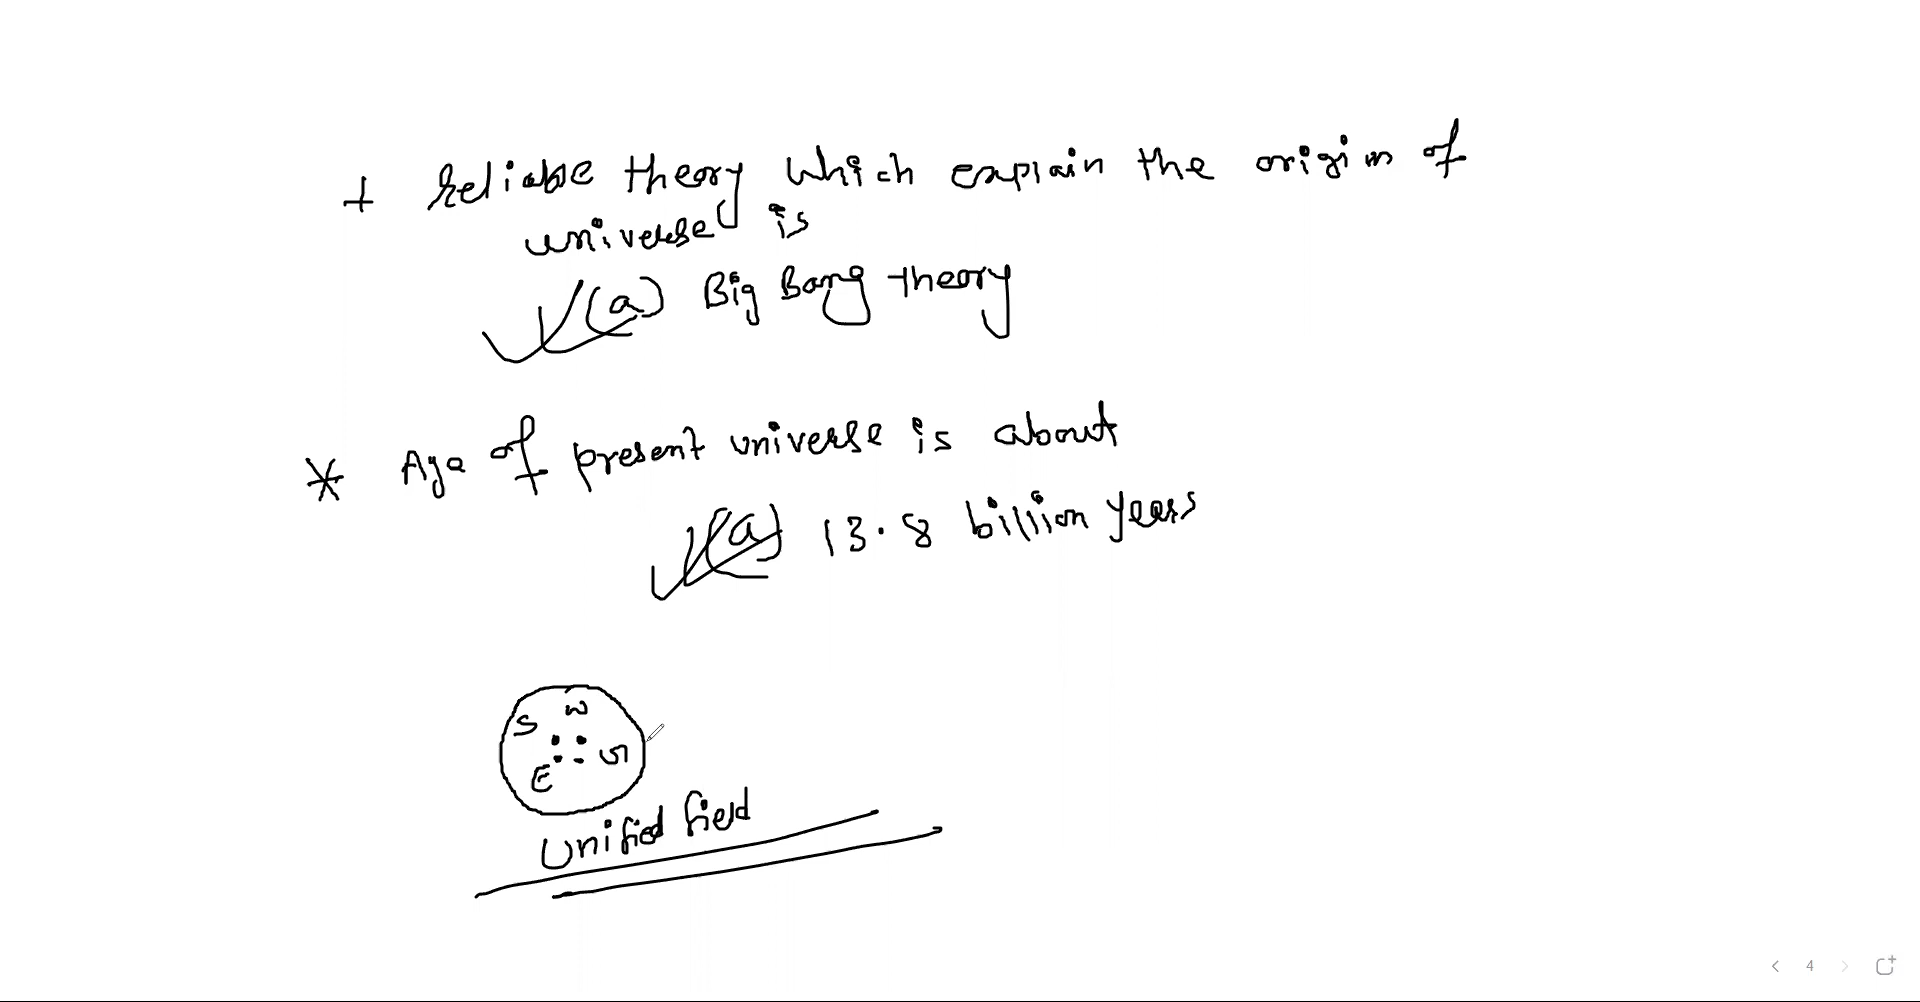 + Reliable theory which explain the origin of
universe is
(a) Big Bang theory
* Age of present universe is about
(a) 13.8 billion years
S W
E G
Unified field
4